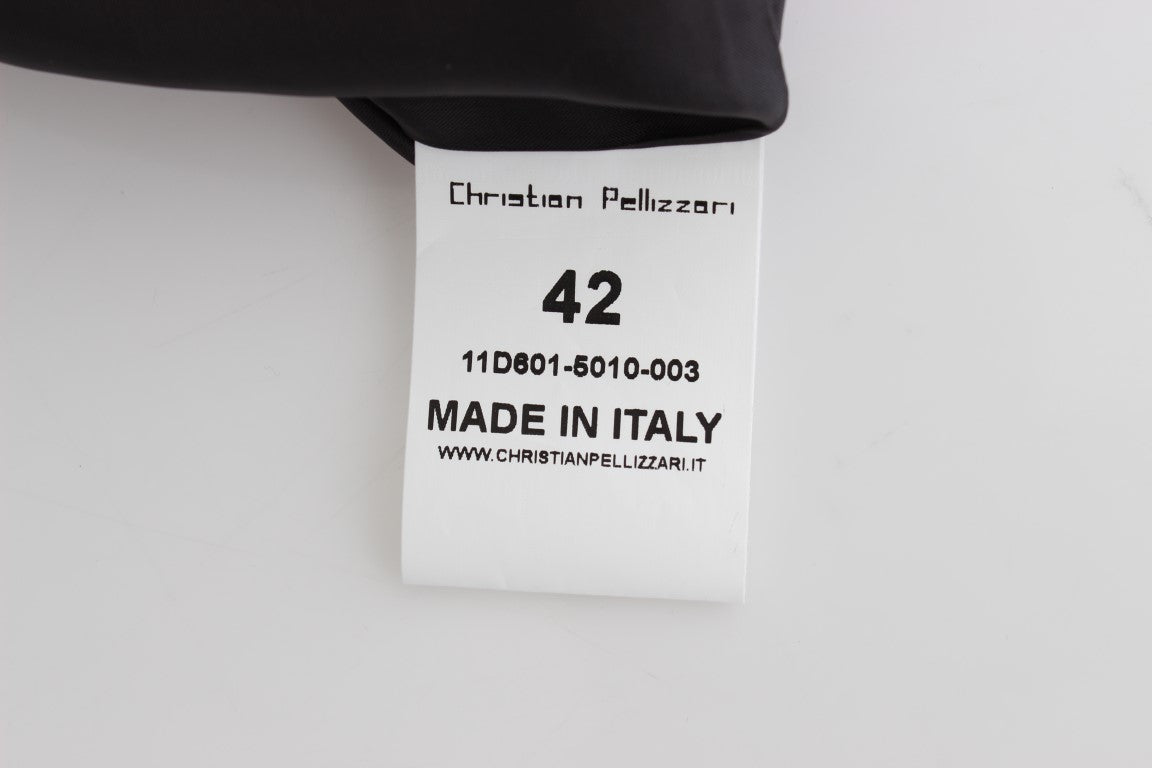 Christian Pellizzari
42
11D601-5010-003
MADE IN ITALY
WWW.CHRISTIANPELLIZZARI.IT